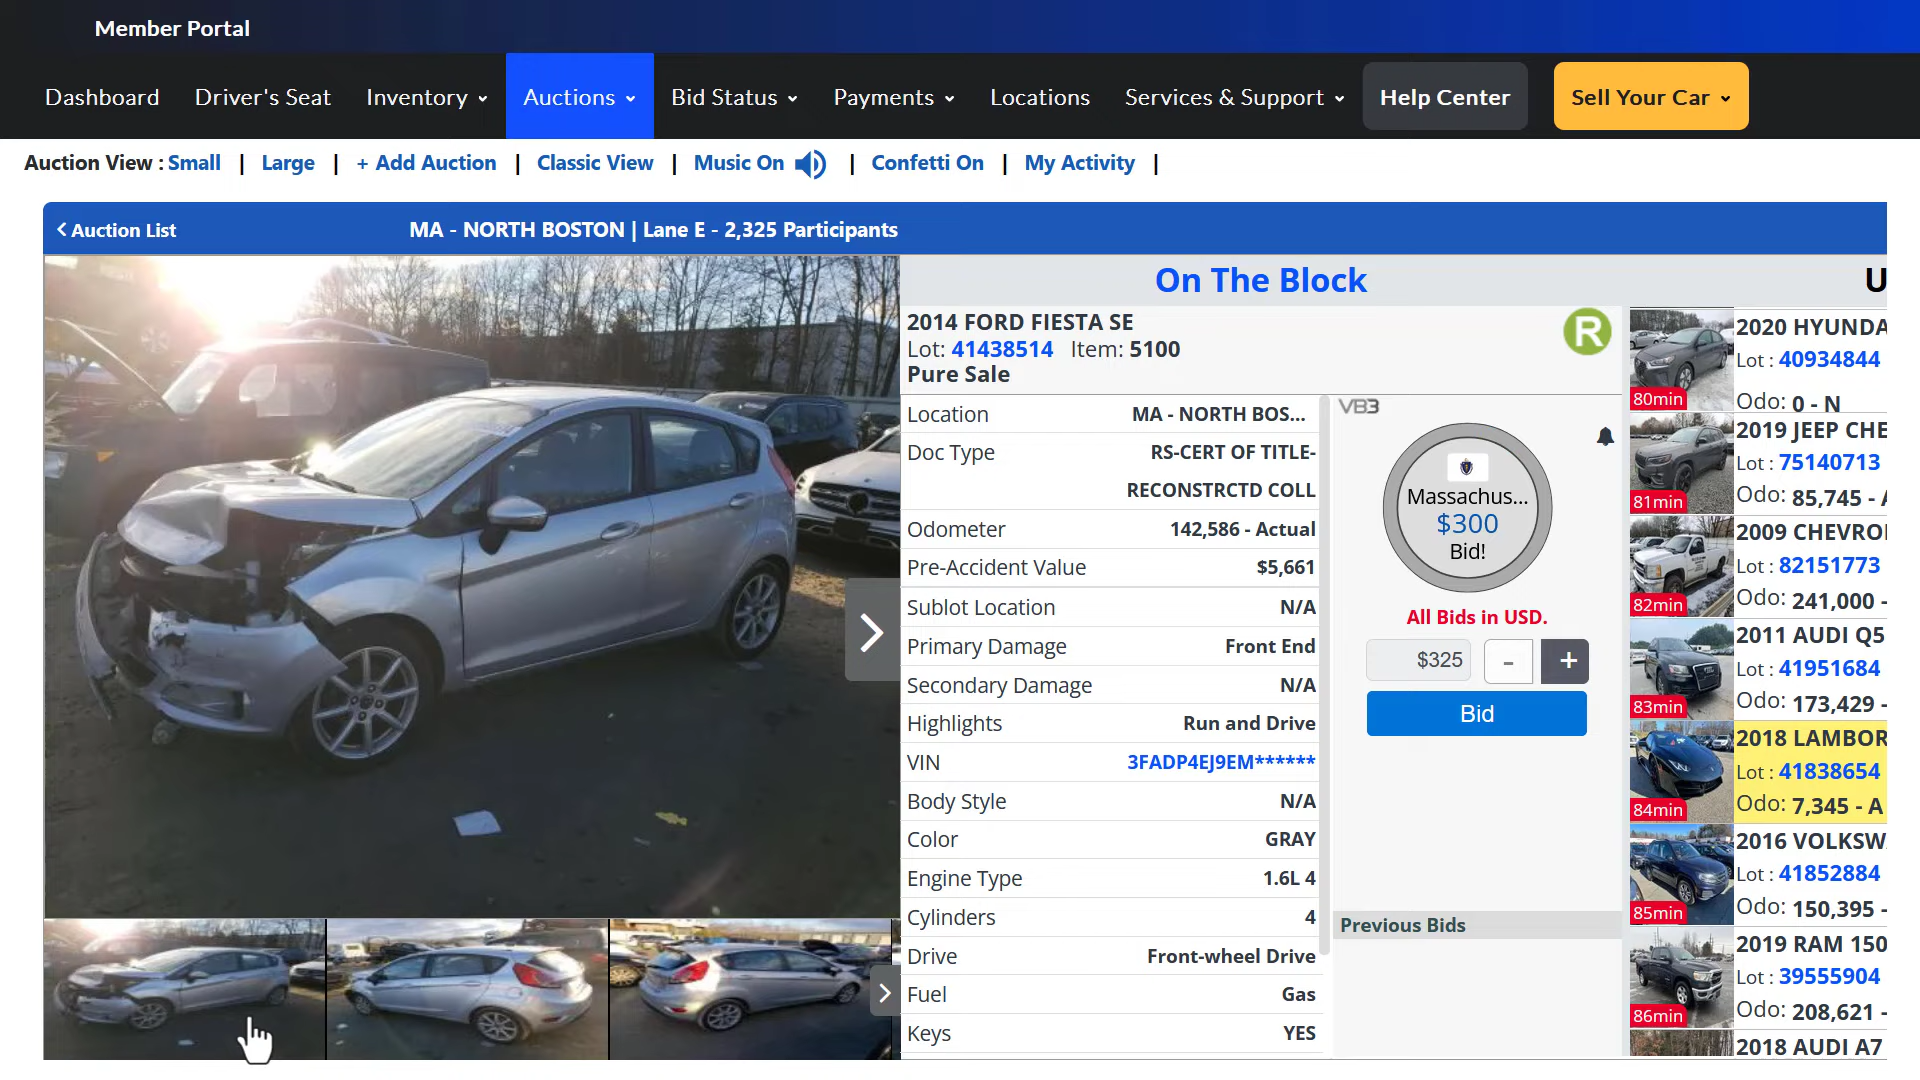 Member Portal
Dashboard Driver's Seat Inventory Auctions Bid Status Payments Locations Services & Support Help Center Sell Your Car
Auction View : Small | Large | + Add Auction | Classic View | Music On | Confetti On | My Activity |
Auction List MA - NORTH BOSTON | Lane E - 2,325 Participants
On The Block
U
2014 FORD FIESTA SE
Lot: 41438514 Item: 5100
Pure Sale
R
Location MA - NORTH BOS...
Doc Type RS-CERT OF TITLE-
RECONSTRCTD COLL
Odometer 142,586 - Actual
Pre-Accident Value $5,661
Sublot Location N/A
Primary Damage Front End
Secondary Damage N/A
Highlights Run and Drive
VIN 3FADP4EJ9EM******
Body Style N/A
Color GRAY
Engine Type 1.6L 4
Cylinders 4
Drive Front-wheel Drive
Fuel Gas
Keys YES
VB3
Massachus...
$300
Bid!
All Bids in USD.
$325 - +
Bid
Previous Bids
2020 HYUNDA
Lot : 40934844
80min
Odo: 0 - N
2019 JEEP CHE
Lot : 75140713
81min
Odo: 85,745 - A
2009 CHEVROI
Lot : 82151773
82min
Odo: 241,000 -
2011 AUDI Q5
Lot : 41951684
83min
Odo: 173,429 -
2018 LAMBOR
Lot : 41838654
84min
Odo: 7,345 - A
2016 VOLKSW
Lot : 41852884
85min
Odo: 150,395 -
2019 RAM 150
Lot : 39555904
86min
Odo: 208,621 -
2018 AUDI A7